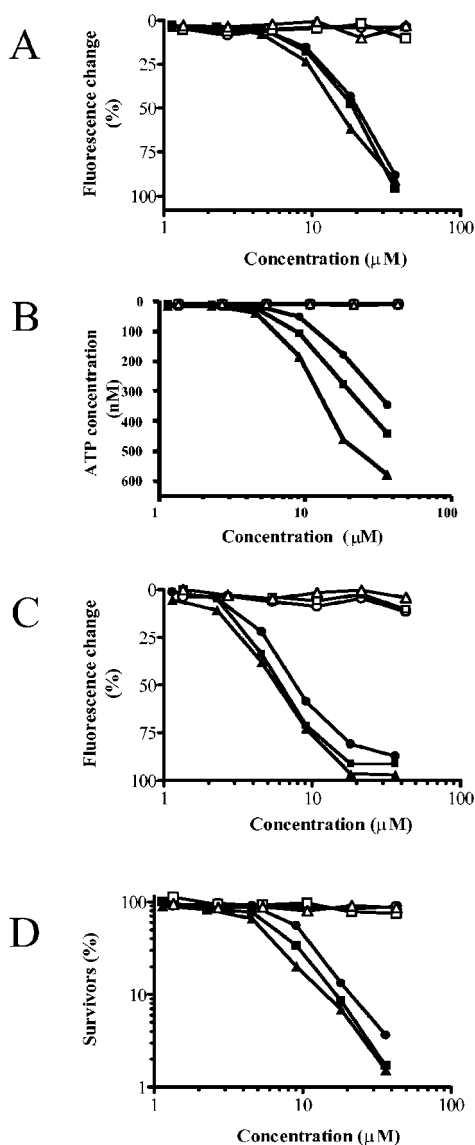 A
Fluorescence change
(%)
0
25
50
75
100
1
10
100
Concentration (μ M)
B
ATP concentration
(nM)
0
100
200
300
400
500
600
1
10
100
Concentration (μM)
C
Fluorescence change
(%)
0
25
50
75
100
1
10
100
Concentration (μM)
D
Survivors (%)
100
10
1
1
10
100
Concentration (μM)